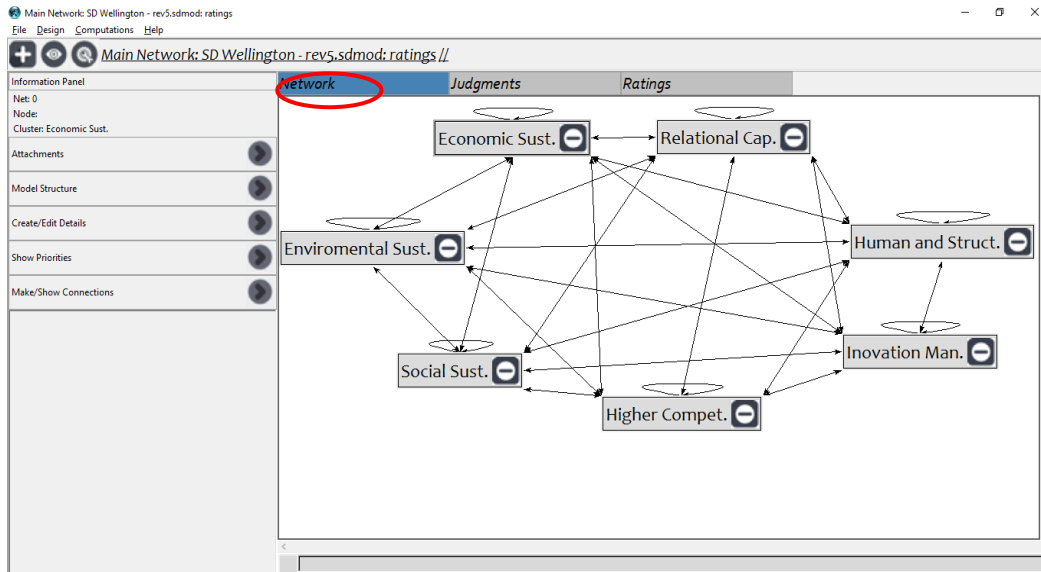 Main Network: SD Wellington - rev5.sdmod: ratings
File Design Computations Help
Main Network: SD Wellington - rev5.sdmod: ratings //
Information Panel
Net: 0
Node:
Cluster: Economic Sust.
Attachments
Model Structure
Create/Edit Details
Show Priorities
Make/Show Connections
Network Judgments Ratings
Economic Sust.
Relational Cap.
Enviromental Sust.
Human and Struct.
Social Sust.
Inovation Man.
Higher Compet.